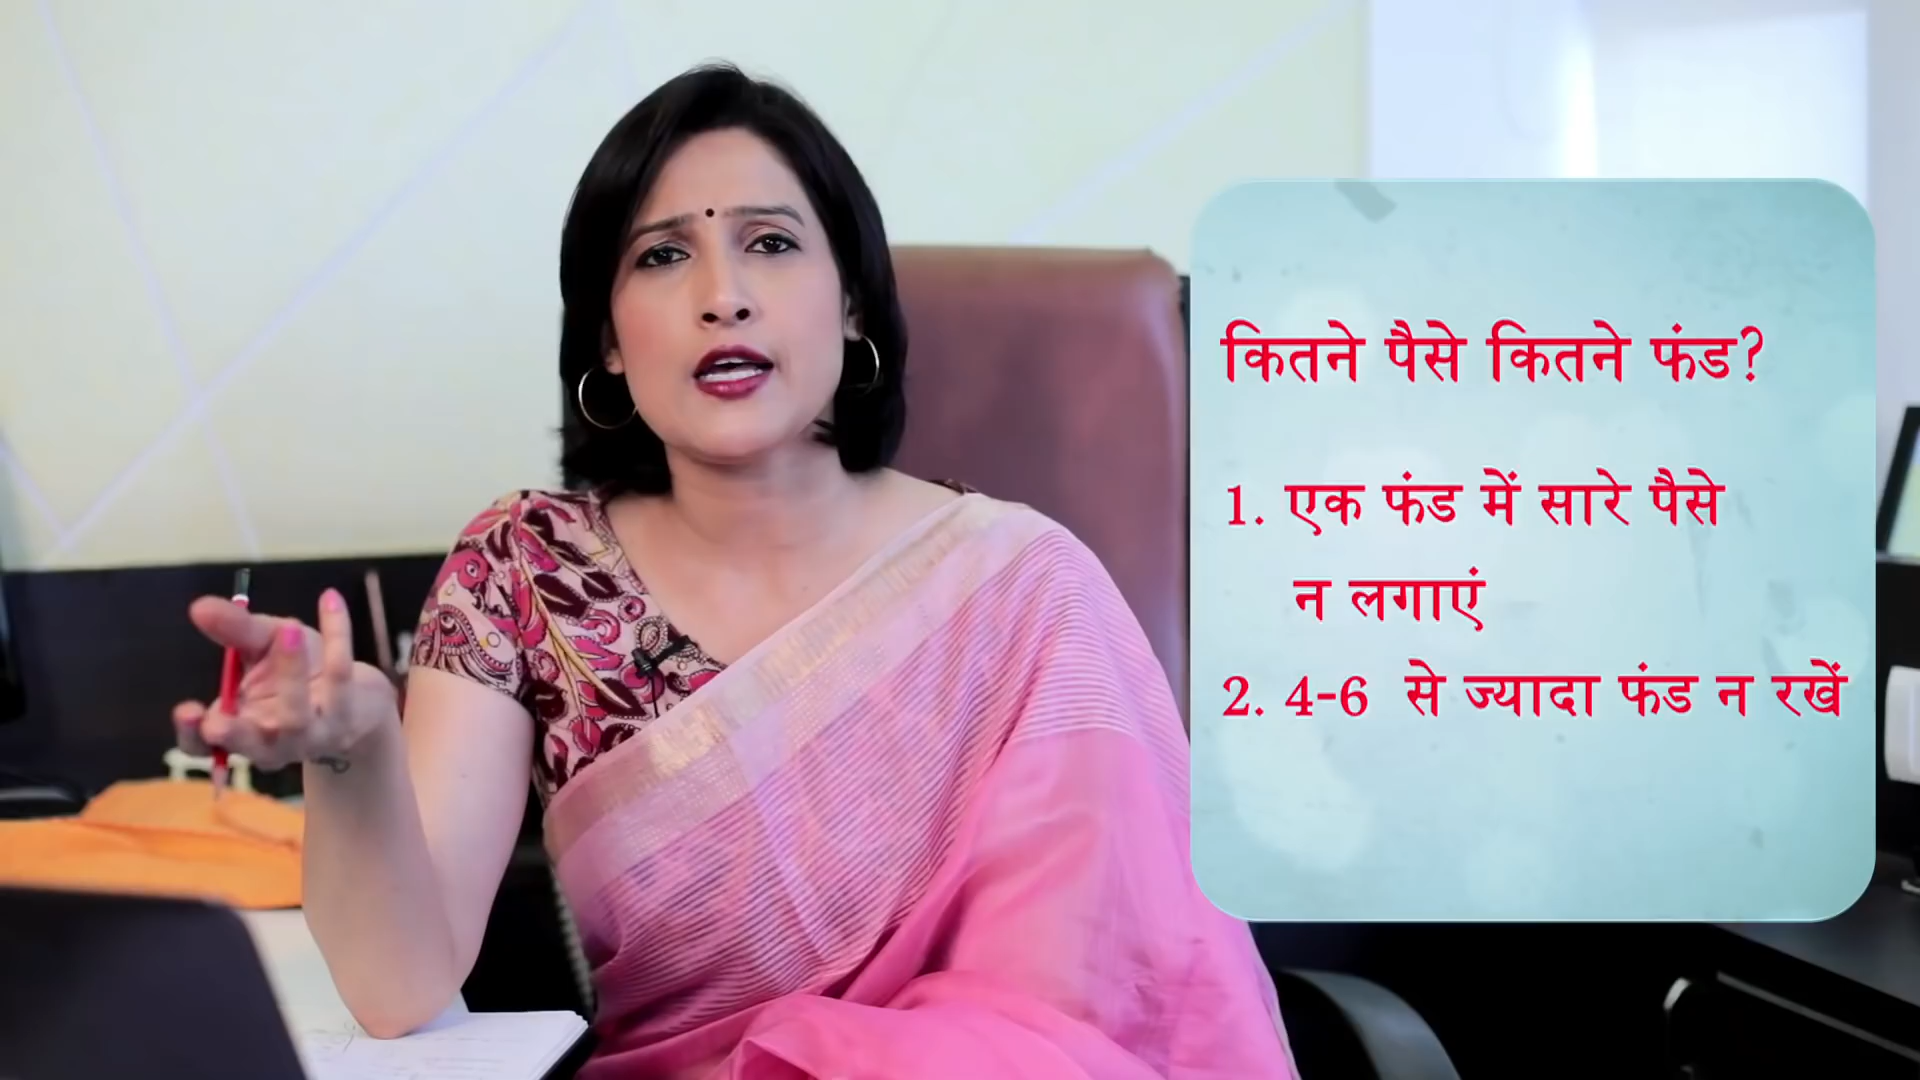 कितने पैसे कितने फंड?
1. एक फंड में सारे पैसे
न लगाएं
2. 4-6 से ज्यादा फंड न रखें